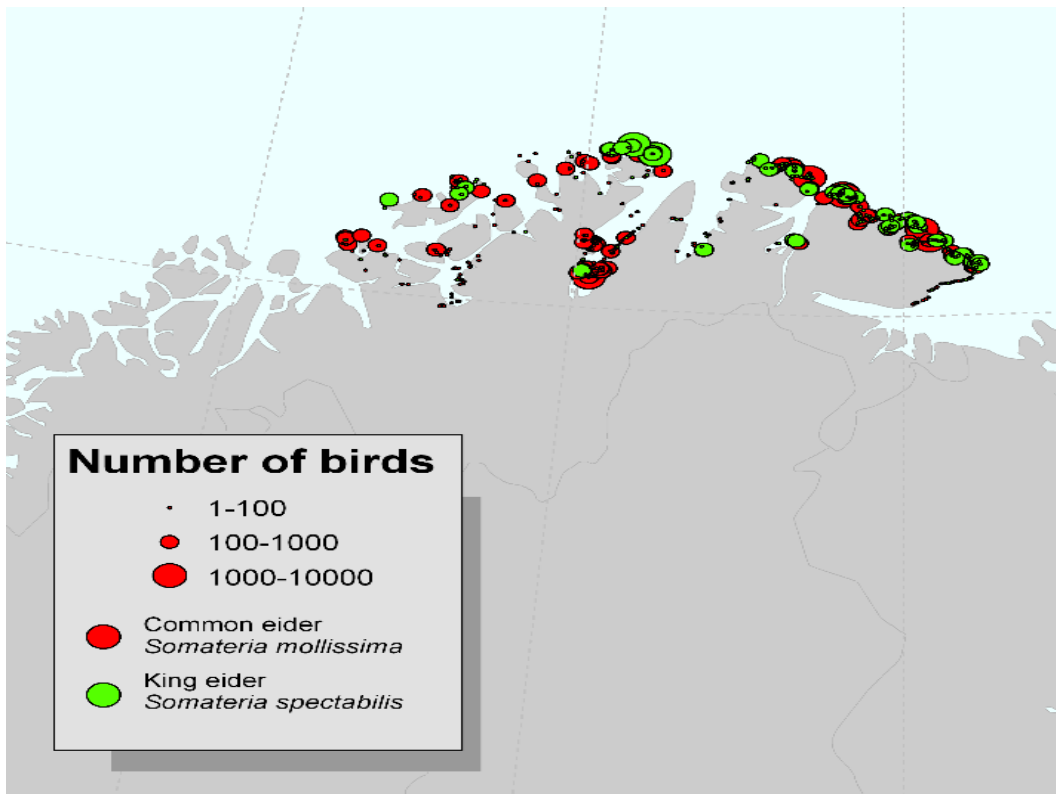 Number of birds
1-100
100-1000
1000-10000
Common eider
Somateria mollissima
King eider
Somateria spectabilis